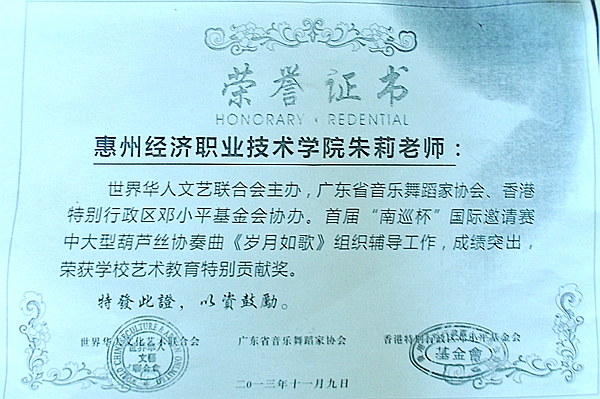 荣誉证书
HONORARY CREDENTIAL
惠州经济职业技术学院朱莉老师：
世界华人文艺联合会主办，广东省音乐舞蹈家协会、香港
特别行政区邓小平基金会协办。首届“南巡杯”国际邀请赛
中大型葫芦丝协奏曲《岁月如歌》组织辅导工作，成绩突出，
荣获学校艺术教育特别贡献奖。
特發此證，以资鼓勵。
世界华人文化艺术联合会 广东省音乐舞蹈家协会 香港特别行政区邓小平基金会
基金會
二〇一三年十一月九日